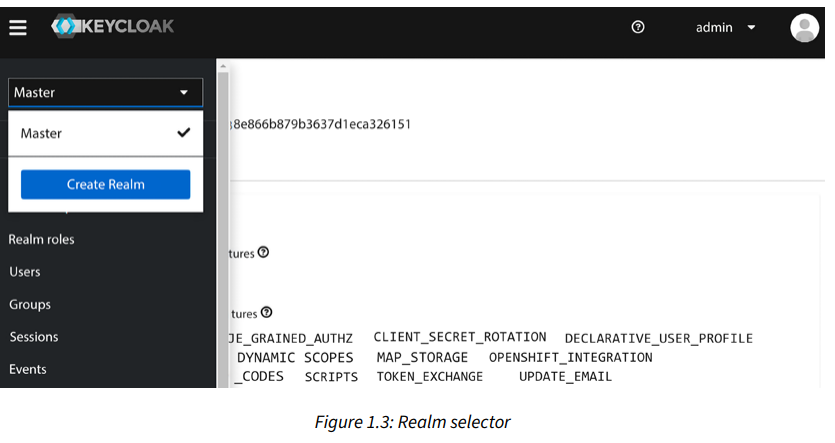 KEYCLOAK
admin
Master
Master
Create Realm
8e866b879b3637d1eca326151
Realm roles
Users
Groups
Sessions
Events
tures
tures
E_GRAINED_AUTHZ CLIENT_SECRET_ROTATION DECLARATIVE_USER_PROFILE
DYNAMIC SCOPES MAP_STORAGE OPENSHIFT_INTEGRATION
_CODES SCRIPTS TOKEN_EXCHANGE UPDATE_EMAIL
Figure 1.3: Realm selector